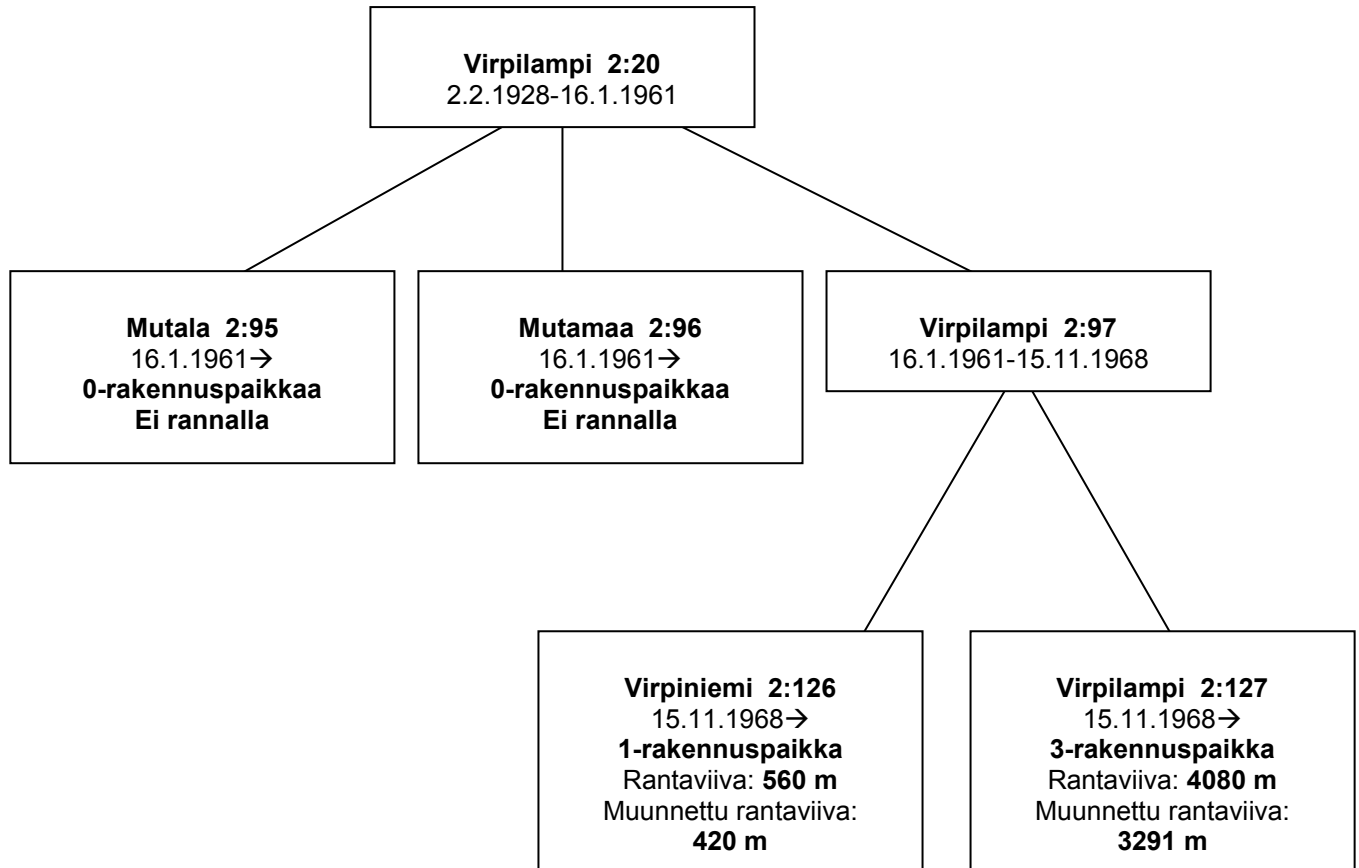 Virpilampi 2:20
2.2.1928-16.1.1961
Mutala 2:95
16.1.1961→
0-rakennuspaikkaa
Ei rannalla
Mutamaa 2:96
16.1.1961→
0-rakennuspaikkaa
Ei rannalla
Virpilampi 2:97
16.1.1961-15.11.1968
Virpiniemi 2:126
15.11.1968→
1-rakennuspaikka
Rantaviiva: 560 m
Muunnettu rantaviiva:
420 m
Virpilampi 2:127
15.11.1968→
3-rakennuspaikka
Rantaviiva: 4080 m
Muunnettu rantaviiva:
3291 m